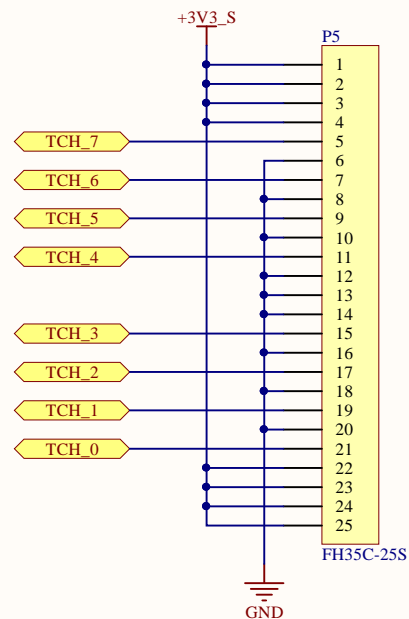 +3V3_S
P5
1
2
3
4
TCH_7 5
6
TCH_6 7
8
TCH_5 9
10
TCH_4 11
12
13
14
TCH_3 15
16
TCH_2 17
18
TCH_1 19
20
TCH_0 21
22
23
24
25
FH35C-25S
GND